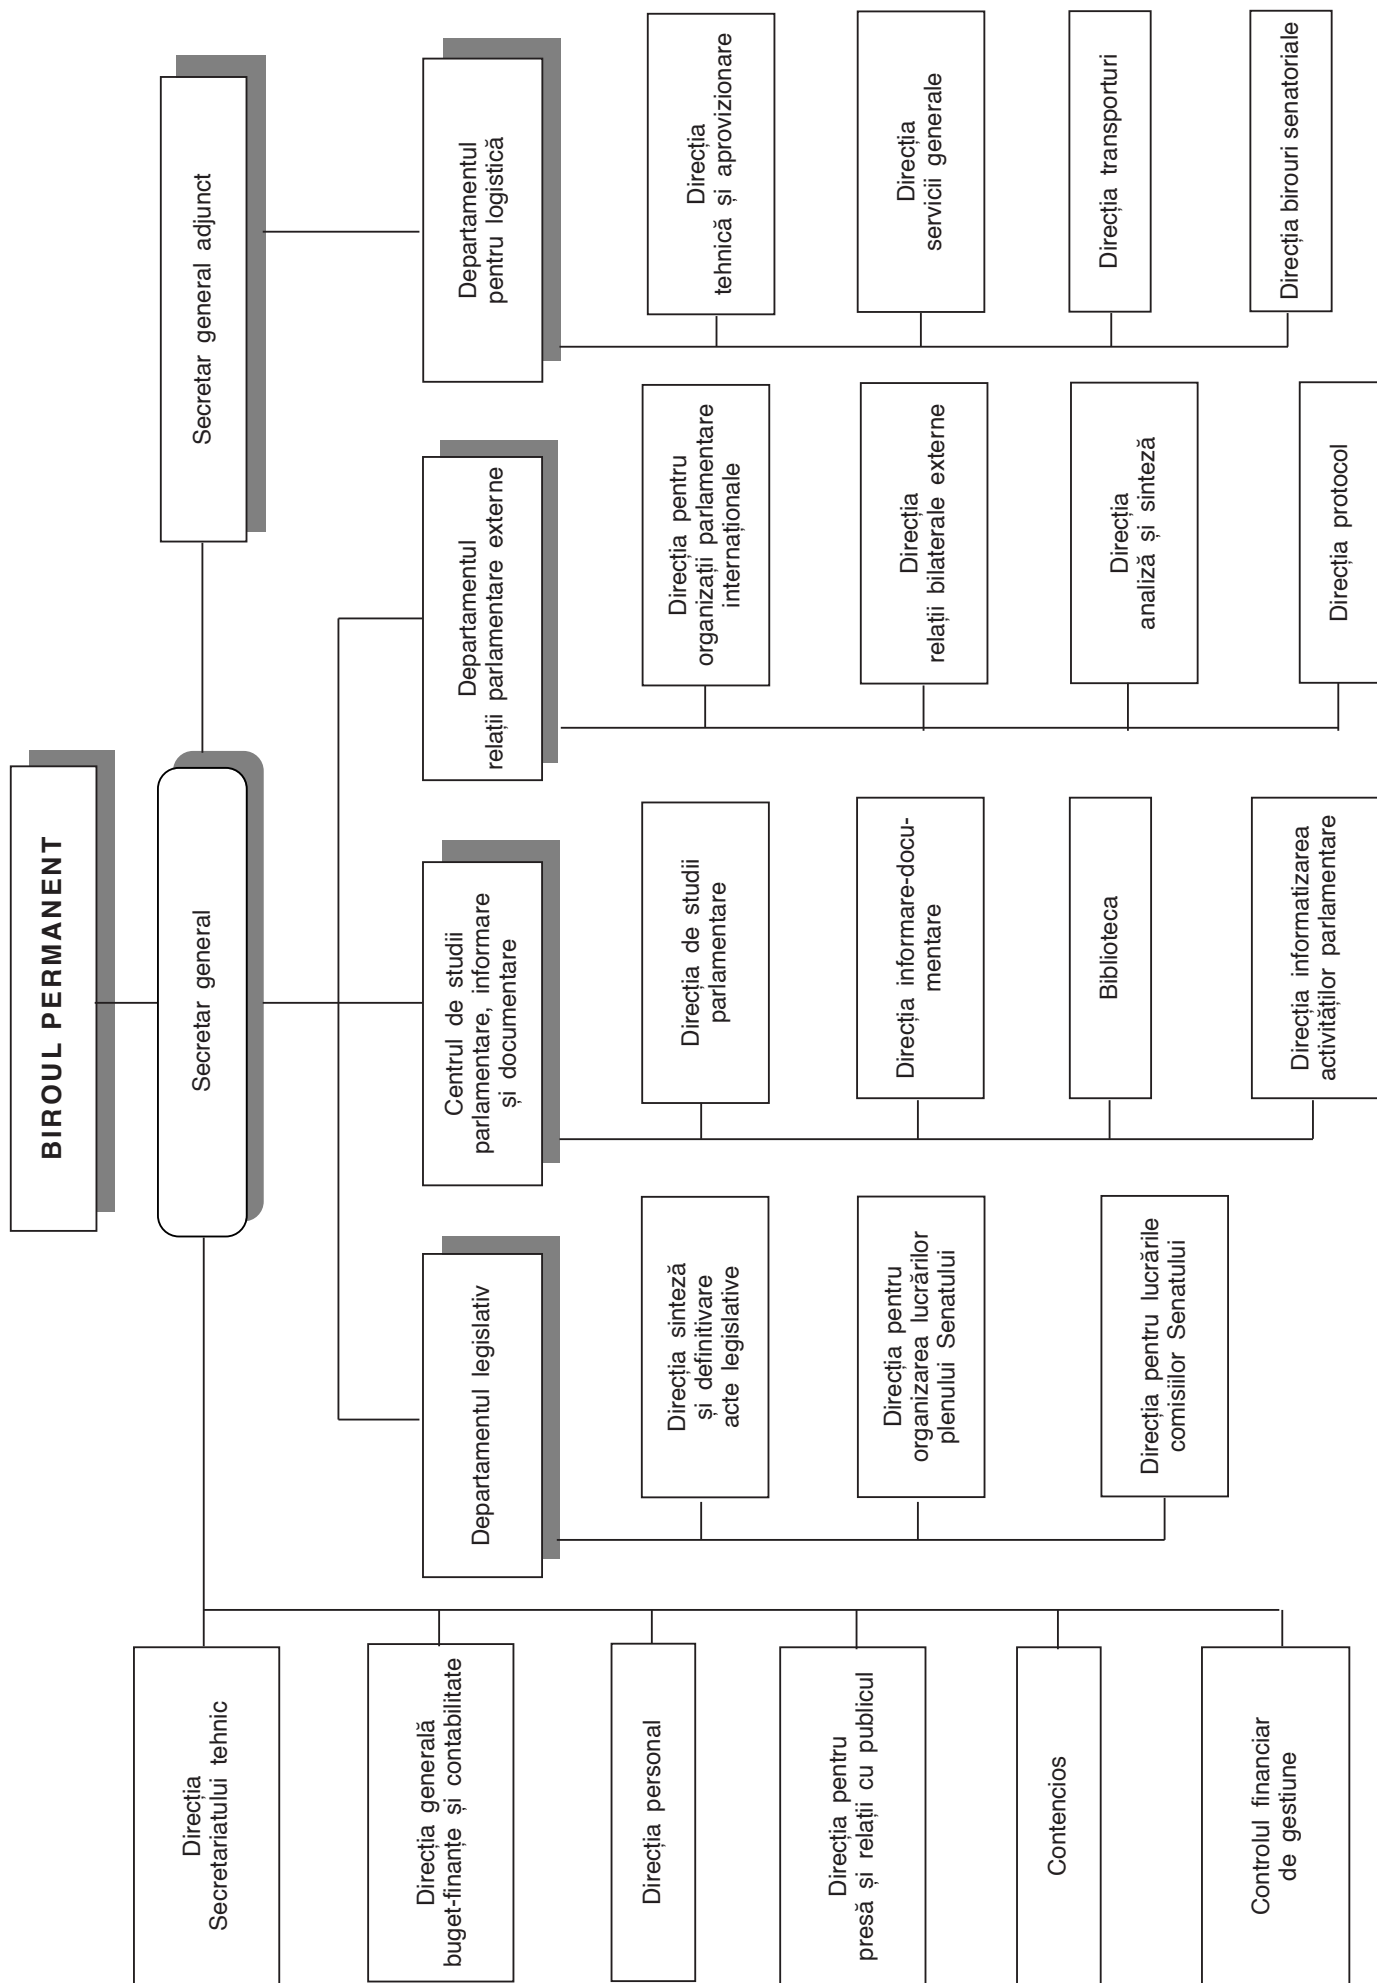 BIROUL PERMANENT
Secretar general
Secretar general adjunct
Direcția
Secretariatului tehnic
Direcția generală
buget-finanțe și contabilitate
Direcția personal
Direcția pentru
presă și relații cu publicul
Contencios
Controlul financiar
de gestiune
Departamentul legislativ
Direcția sinteză
și definitivare
acte legislative
Direcția pentru
organizarea lucrărilor
plenului Senatului
Direcția pentru lucrările
comisiilor Senatului
Centrul de studii
parlamentare, informare
și documentare
Direcția de studii
parlamentare
Direcția informare-docu-
mentare
Biblioteca
Direcția informatizarea
activităților parlamentare
Departamentul
relații parlamentare externe
Direcția pentru
organizații parlamentare
internaționale
Direcția
relații bilaterale externe
Direcția
analiză și sinteză
Direcția protocol
Departamentul
pentru logistică
Direcția
tehnică și aprovizionare
Direcția
servicii generale
Direcția transporturi
Direcția birouri senatoriale